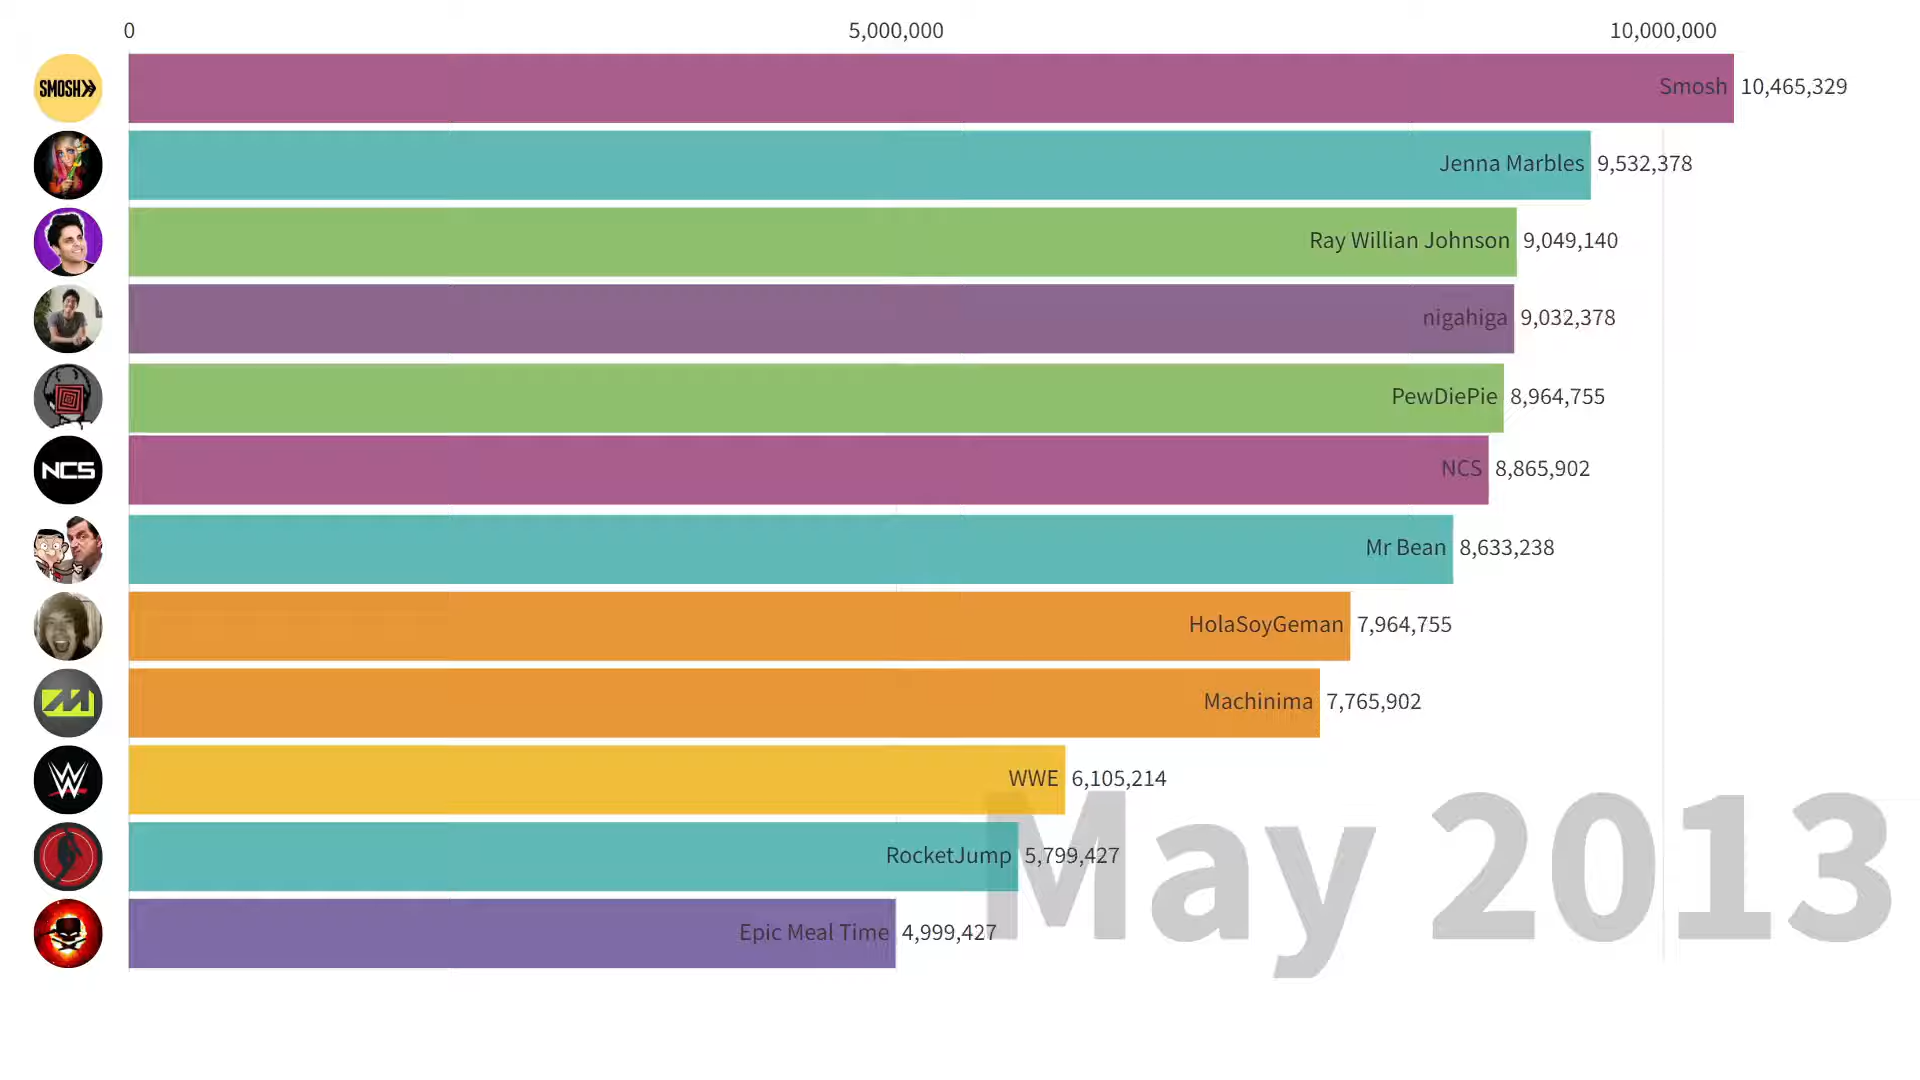 0 5,000,000 10,000,000
SMOSH Smosh 10,465,329
Jenna Marbles 9,532,378
Ray Willian Johnson 9,049,140
nigahiga 9,032,378
PewDiePie 8,964,755
NCS NCS 8,865,902
Mr Bean 8,633,238
HolaSoyGeman 7,964,755
Machinima 7,765,902
W WWE 6,105,214
RocketJump 5,799,427
Epic Meal Time 4,999,427
May 2013